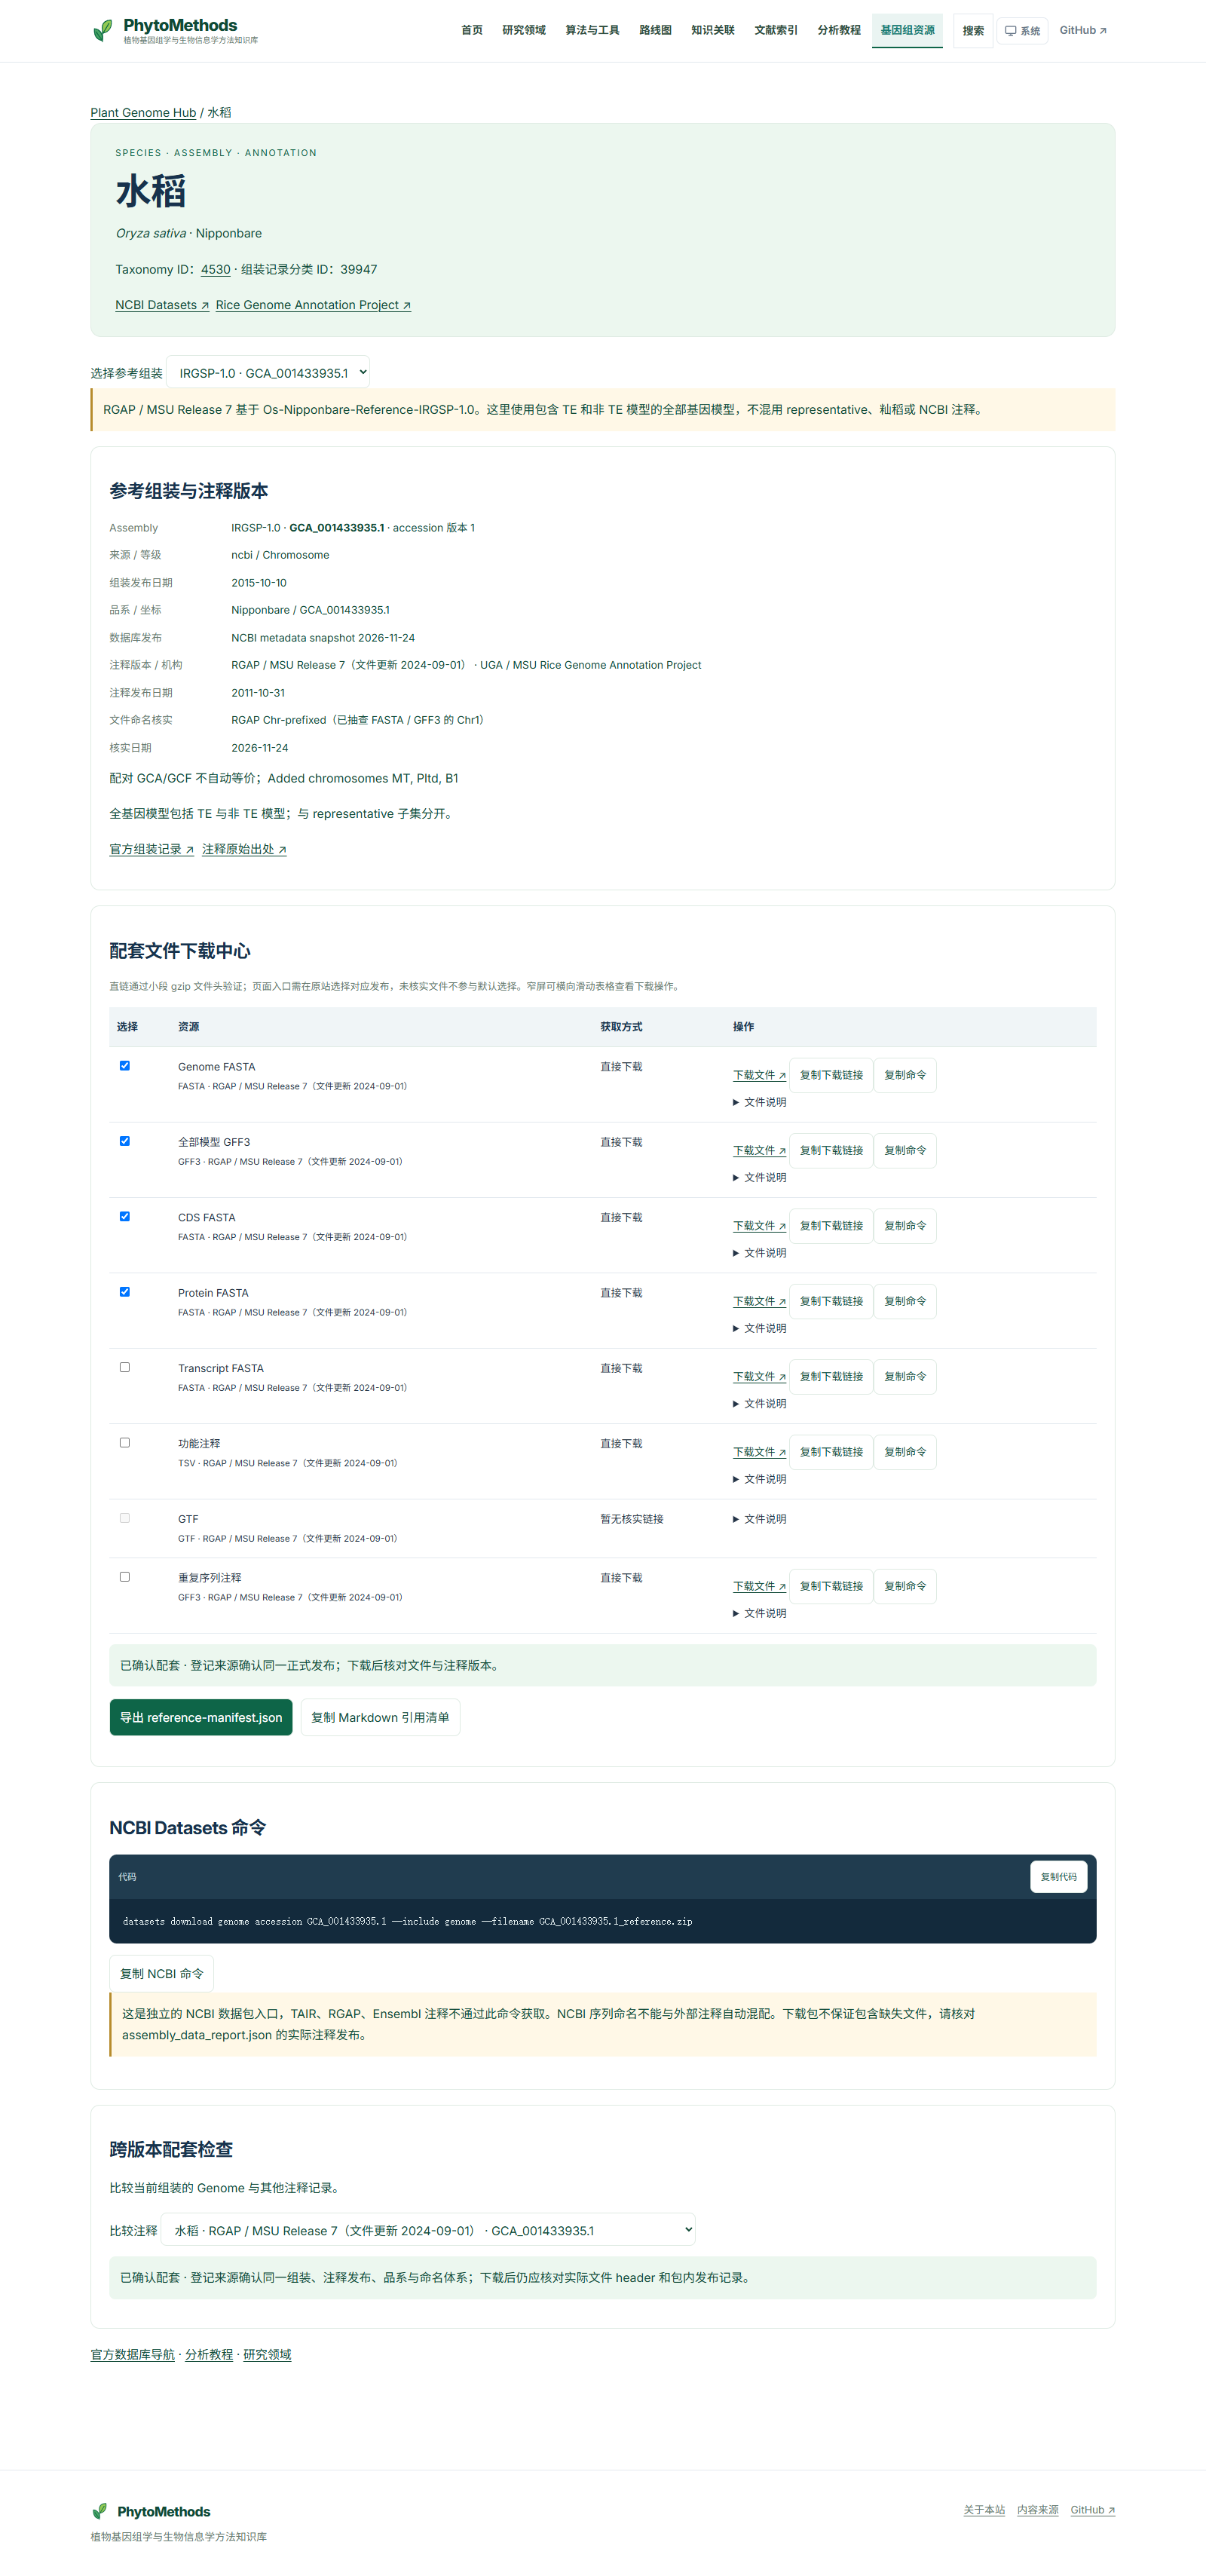 PhytoMethods
植物基因组学与生物信息学方法知识库
首页 研究领域 算法与工具 路线图 知识关联 文献索引 分析教程 基因组资源 搜索 系统 GitHub ↗
Plant Genome Hub / 水稻
SPECIES · ASSEMBLY · ANNOTATION
水稻
Oryza sativa · Nipponbare
Taxonomy ID：4530 · 组装记录分类 ID：39947
NCBI Datasets ↗ Rice Genome Annotation Project ↗
选择参考组装 IRGSP-1.0 · GCA_001433935.1
RGAP / MSU Release 7 基于 Os-Nipponbare-Reference-IRGSP-1.0。这里使用包含 TE 和非 TE 模型的全部基因模型，不混用 representative、籼稻或 NCBI 注释。
参考组装与注释版本
Assembly IRGSP-1.0 · GCA_001433935.1 · accession 版本 1
来源 / 等级 ncbi / Chromosome
组装发布日期 2015-10-10
品系 / 坐标 Nipponbare / GCA_001433935.1
数据库发布 NCBI metadata snapshot 2026-11-24
注释版本 / 机构 RGAP / MSU Release 7（文件更新 2024-09-01） · UGA / MSU Rice Genome Annotation Project
注释发布日期 2011-10-31
文件命名核实 RGAP Chr-prefixed（已抽查 FASTA / GFF3 的 Chr1）
核实日期 2026-11-24
配对 GCA/GCF 不自动等价；Added chromosomes MT, Pltd, B1
全基因模型包括 TE 与非 TE 模型；与 representative 子集分开。
官方组装记录 ↗ 注释原始出处 ↗
配套文件下载中心
直链通过小段 gzip 文件头验证；页面入口需在原站选择对应发布，未核实文件不参与默认选择。窄屏可横向滑动表格查看下载操作。
选择 资源 获取方式 操作
Genome FASTA 直接下载 下载文件 ↗ 复制下载链接 复制命令
FASTA · RGAP / MSU Release 7（文件更新 2024-09-01） ▶ 文件说明
全部模型 GFF3 直接下载 下载文件 ↗ 复制下载链接 复制命令
GFF3 · RGAP / MSU Release 7（文件更新 2024-09-01） ▶ 文件说明
CDS FASTA 直接下载 下载文件 ↗ 复制下载链接 复制命令
FASTA · RGAP / MSU Release 7（文件更新 2024-09-01） ▶ 文件说明
Protein FASTA 直接下载 下载文件 ↗ 复制下载链接 复制命令
FASTA · RGAP / MSU Release 7（文件更新 2024-09-01） ▶ 文件说明
Transcript FASTA 直接下载 下载文件 ↗ 复制下载链接 复制命令
FASTA · RGAP / MSU Release 7（文件更新 2024-09-01） ▶ 文件说明
功能注释 直接下载 下载文件 ↗ 复制下载链接 复制命令
TSV · RGAP / MSU Release 7（文件更新 2024-09-01） ▶ 文件说明
GTF 暂无核实链接 ▶ 文件说明
GTF · RGAP / MSU Release 7（文件更新 2024-09-01）
重复序列注释 直接下载 下载文件 ↗ 复制下载链接 复制命令
GFF3 · RGAP / MSU Release 7（文件更新 2024-09-01） ▶ 文件说明
已确认配套 · 登记来源确认同一正式发布；下载后核对文件与注释版本。
导出 reference-manifest.json 复制 Markdown 引用清单
NCBI Datasets 命令
代码 复制代码
datasets download genome accession GCA_001433935.1 --include genome --filename GCA_001433935.1_reference.zip
复制 NCBI 命令
这是独立的 NCBI 数据包入口，TAIR、RGAP、Ensembl 注释不通过此命令获取。NCBI 序列命名不能与外部注释自动混配。下载包不保证包含缺失文件，请核对
assembly_data_report.json 的实际注释发布。
跨版本配套检查
比较当前组装的 Genome 与其他注释记录。
比较注释 水稻 · RGAP / MSU Release 7（文件更新 2024-09-01） · GCA_001433935.1
已确认配套 · 登记来源确认同一组装、注释发布、品系与命名体系；下载后仍应核对实际文件 header 和包内发布记录。
官方数据库导航 · 分析教程 · 研究领域
PhytoMethods
植物基因组学与生物信息学方法知识库
关于本站 内容来源 GitHub ↗